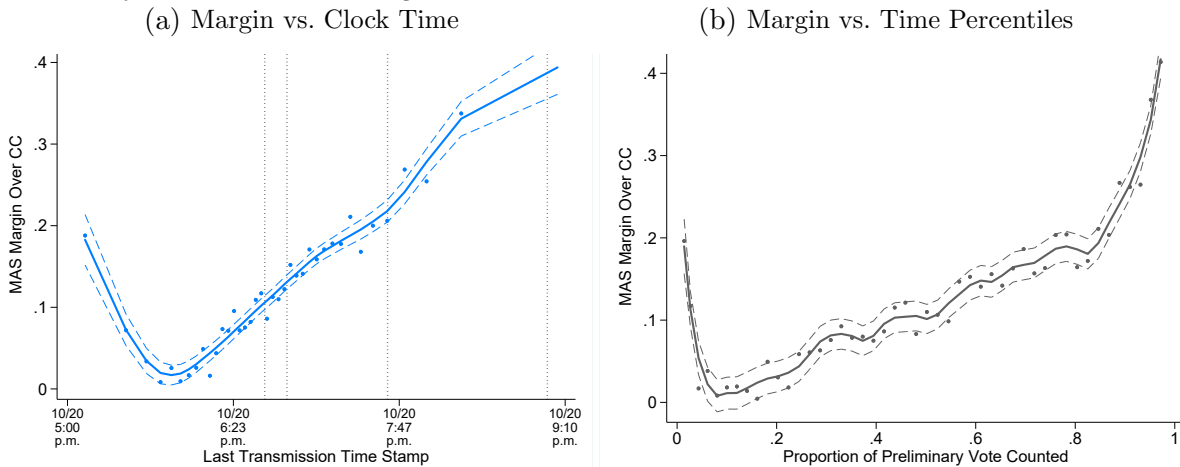 (a) Margin vs. Clock Time
MAS Margin Over CC
.4
.3
.2
.1
0
10/20 5:00 p.m.
10/20 6:23 p.m.
10/20 7:47 p.m.
10/20 9:10 p.m.
Last Transmission Time Stamp
(b) Margin vs. Time Percentiles
MAS Margin Over CC
.4
.3
.2
.1
0
0 .2 .4 .6 .8 1
Proportion of Preliminary Vote Counted